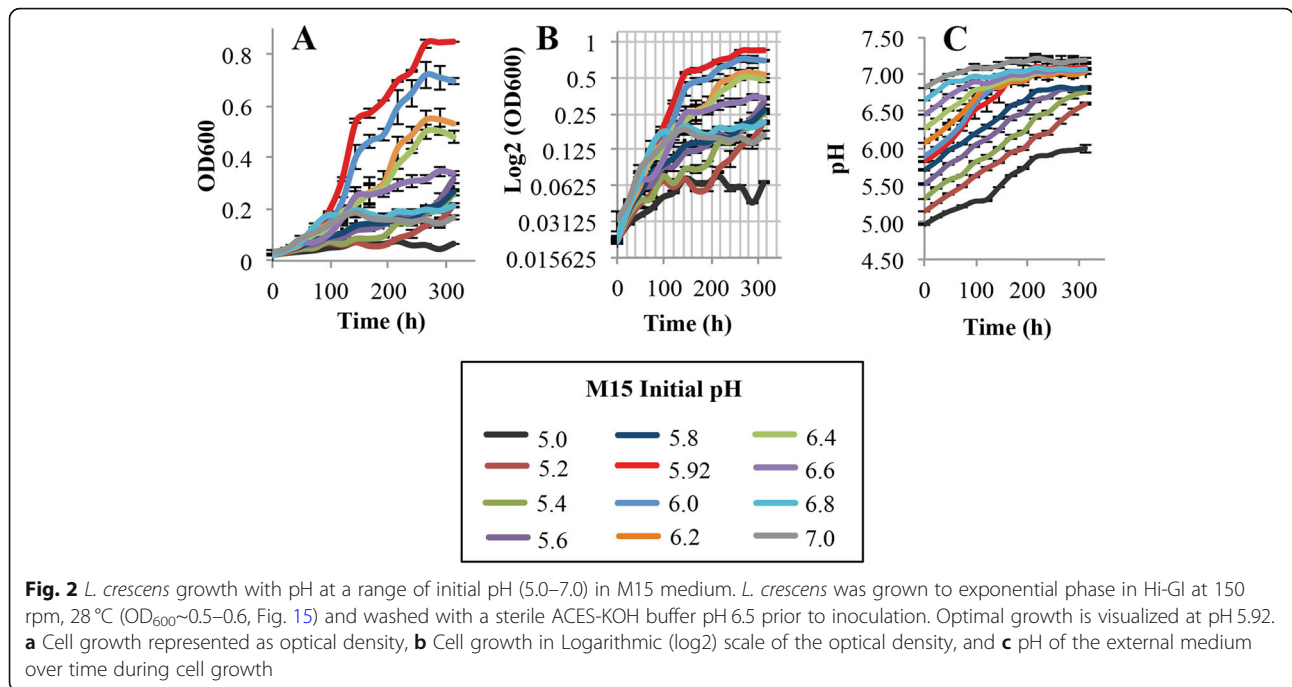 A
OD600
0.8
0.6
0.4
0.2
0
0 100 200 300
Time (h)
B
Log2 (OD600)
1
0.5
0.25
0.125
0.0625
0.03125
0.015625
0 100 200 300
Time (h)
C
pH
7.50
7.00
6.50
6.00
5.50
5.00
4.50
0 100 200 300
Time (h)
M15 Initial pH
5.0 5.8 6.4
5.2 5.92 6.6
5.4 6.0 6.8
5.6 6.2 7.0
Fig. 2 L. crescens growth with pH at a range of initial pH (5.0–7.0) in M15 medium. L. crescens was grown to exponential phase in Hi-GI at 150
rpm, 28 °C (OD600~0.5–0.6, Fig. 15) and washed with a sterile ACES-KOH buffer pH 6.5 prior to inoculation. Optimal growth is visualized at pH 5.92.
a Cell growth represented as optical density, b Cell growth in Logarithmic (log2) scale of the optical density, and c pH of the external medium
over time during cell growth